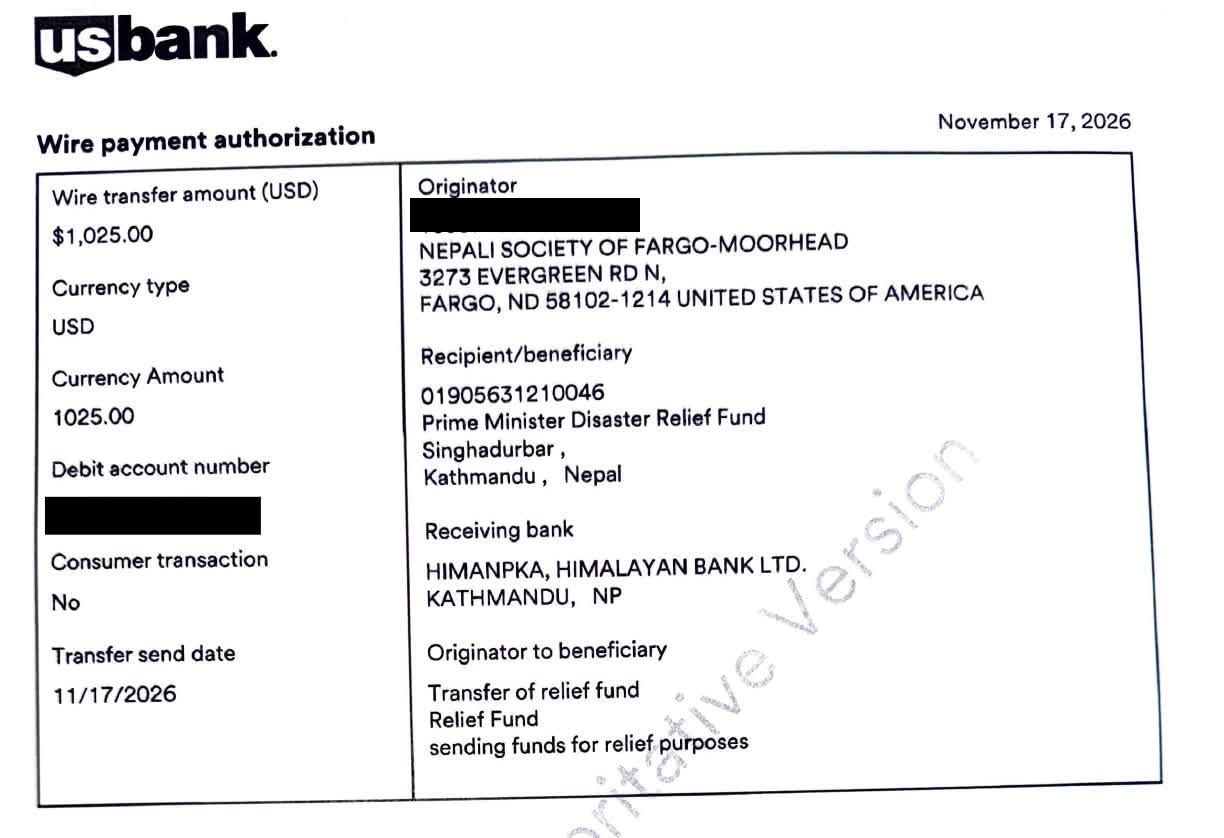 usbank.
November 17, 2026
Wire payment authorization
Wire transfer amount (USD)
$1,025.00
Currency type
USD
Currency Amount
1025.00
Debit account number
Consumer transaction
No
Transfer send date
11/17/2026
Originator
NEPALI SOCIETY OF FARGO-MOORHEAD
3273 EVERGREEN RD N,
FARGO, ND 58102-1214 UNITED STATES OF AMERICA
Recipient/beneficiary
01905631210046
Prime Minister Disaster Relief Fund
Singhadurbar ,
Kathmandu , Nepal
Receiving bank
HIMANPKA, HIMALAYAN BANK LTD.
KATHMANDU, NP
Originator to beneficiary
Transfer of relief fund
Relief Fund
sending funds for relief purposes
oritative Version